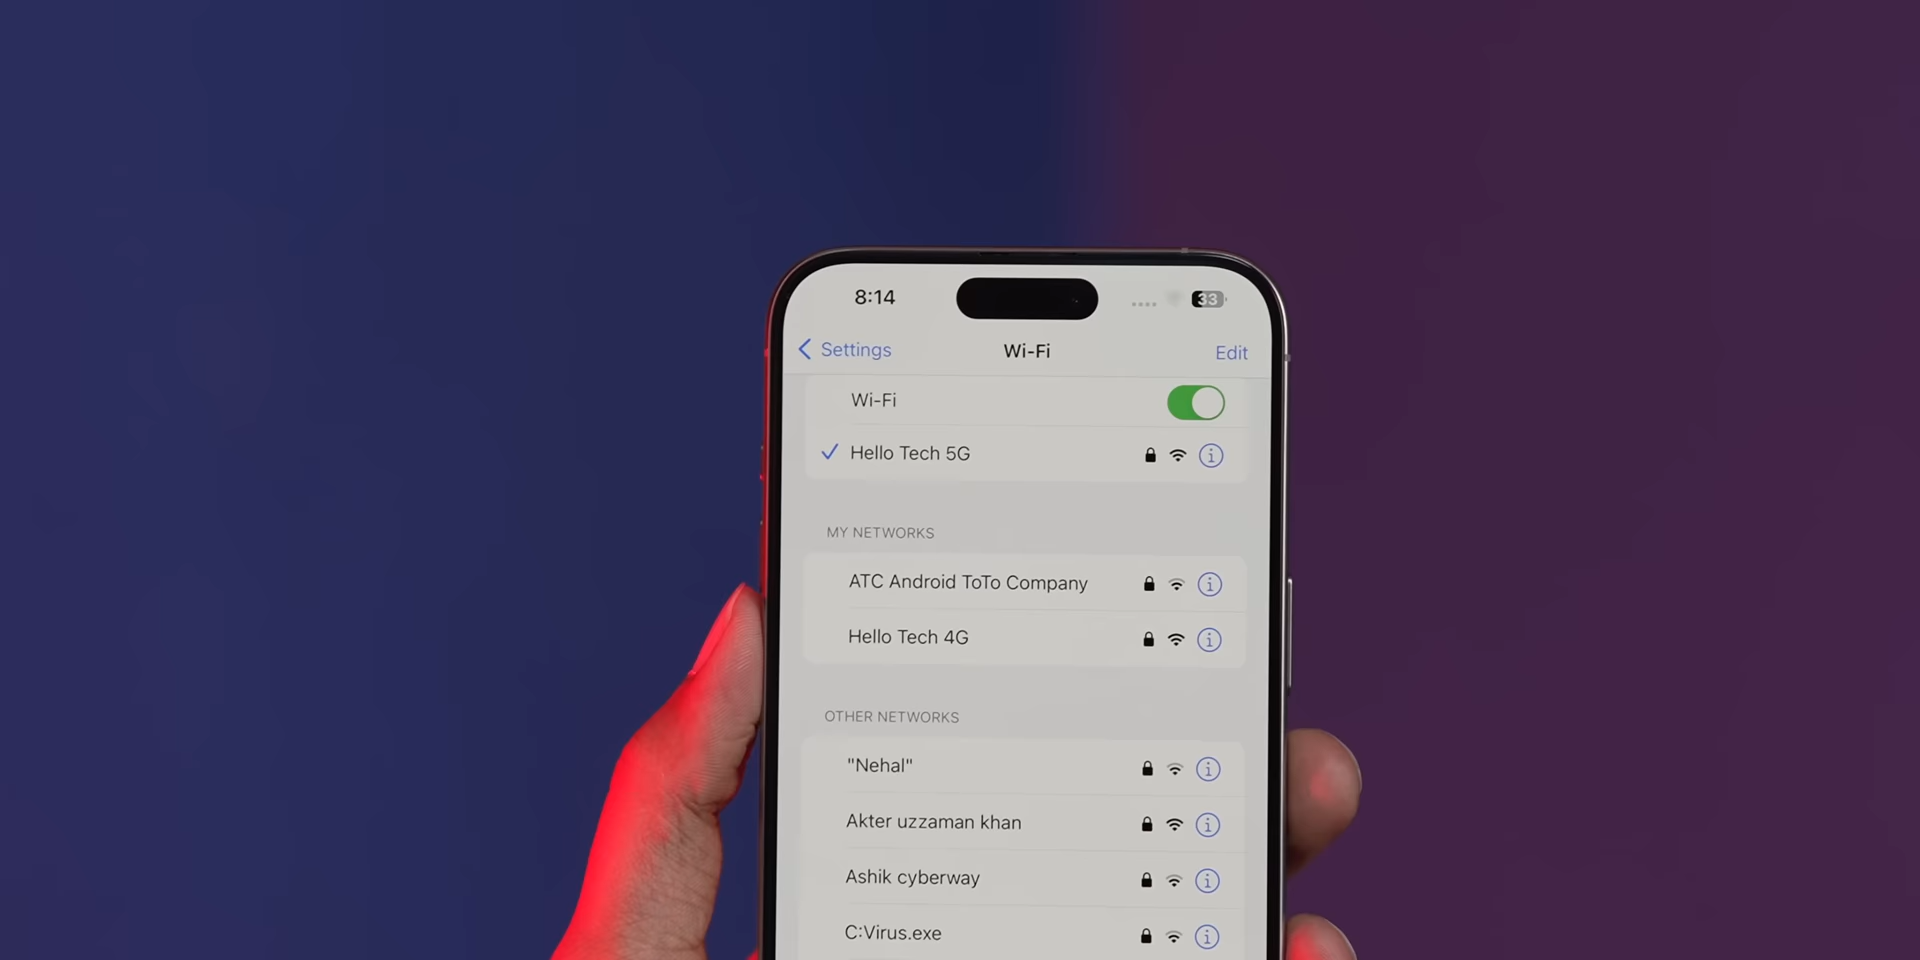 8:14
33
Settings
Wi-Fi
Edit
Wi-Fi
Hello Tech 5G
MY NETWORKS
ATC Android ToTo Company
Hello Tech 4G
OTHER NETWORKS
"Nehal"
Akter uzzaman khan
Ashik cyberway
C:Virus.exe